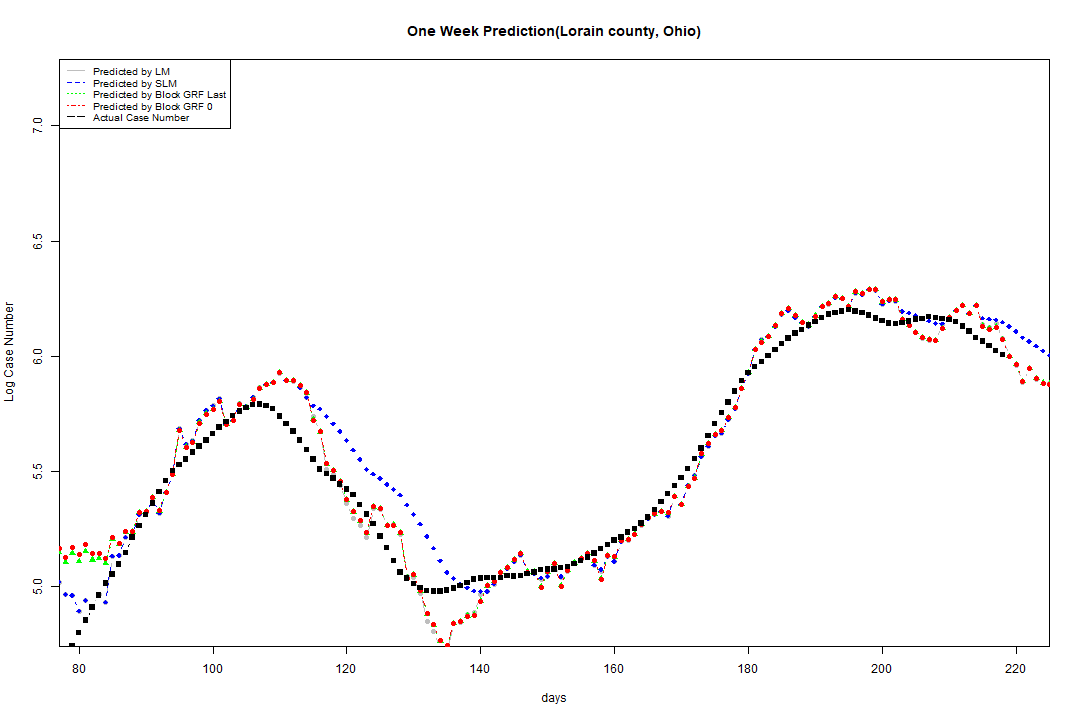 One Week Prediction(Lorain county, Ohio)
Predicted by LM
Predicted by SLM
Predicted by Block GRF Last
Predicted by Block GRF 0
Actual Case Number
Log Case Number
7.0
6.5
6.0
5.5
5.0
80 100 120 140 160 180 200 220
days